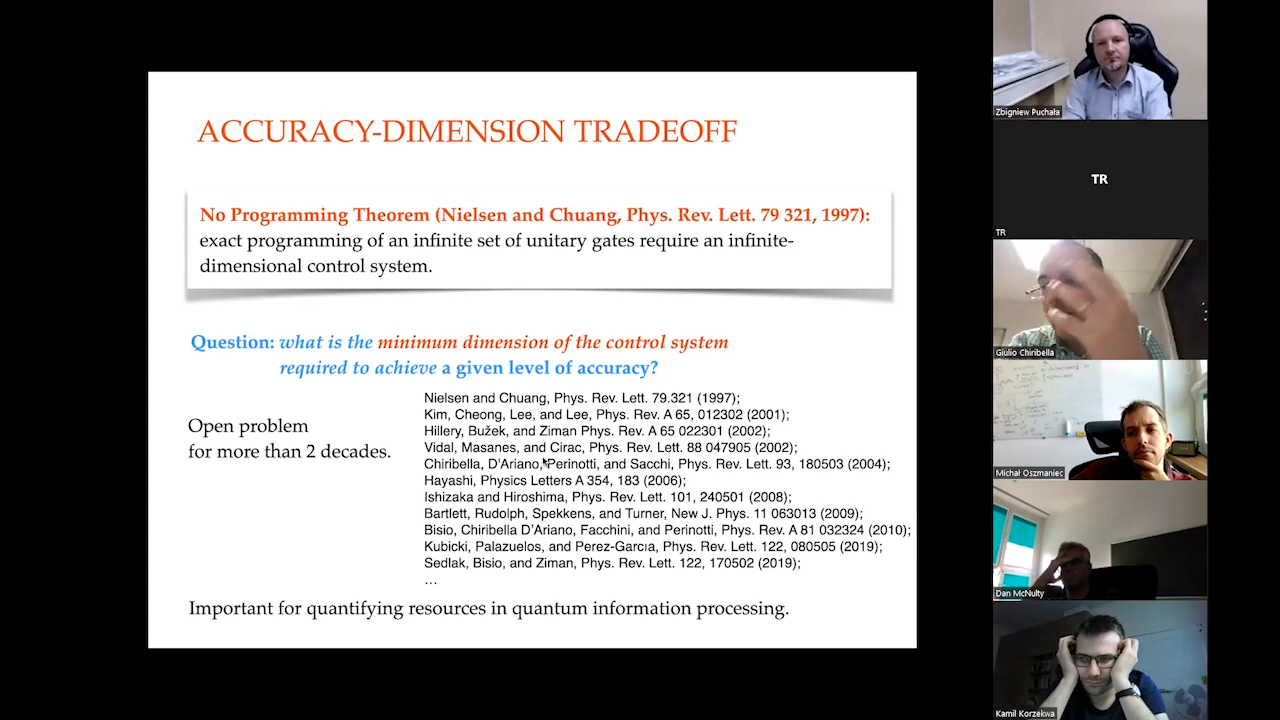 ACCURACY-DIMENSION TRADEOFF
No Programming Theorem (Nielsen and Chuang, Phys. Rev. Lett. 79 321, 1997):
exact programming of an infinite set of unitary gates require an infinite-
dimensional control system.
Question: what is the minimum dimension of the control system
required to achieve a given level of accuracy?
Open problem
for more than 2 decades.
Nielsen and Chuang, Phys. Rev. Lett. 79.321 (1997);
Kim, Cheong, Lee, and Lee, Phys. Rev. A 65, 012302 (2001);
Hillery, Bužek, and Ziman Phys. Rev. A 65 022301 (2002);
Vidal, Masanes, and Cirac, Phys. Rev. Lett. 88 047905 (2002);
Chiribella, D'Ariano, Perinotti, and Sacchi, Phys. Rev. Lett. 93, 180503 (2004);
Hayashi, Physics Letters A 354, 183 (2006);
Ishizaka and Hiroshima, Phys. Rev. Lett. 101, 240501 (2008);
Bartlett, Rudolph, Spekkens, and Turner, New J. Phys. 11 063013 (2009);
Bisio, Chiribella D'Ariano, Facchini, and Perinotti, Phys. Rev. A 81 032324 (2010);
Kubicki, Palazuelos, and Perez-Garcıa, Phys. Rev. Lett. 122, 080505 (2019);
Sedlak, Bisio, and Ziman, Phys. Rev. Lett. 122, 170502 (2019);
…
Important for quantifying resources in quantum information processing.
Zbigniew Puchała
TR
TR
Giulio Chiribella
Michał Oszmaniec
Dan McNulty
Kamil Korzekwa